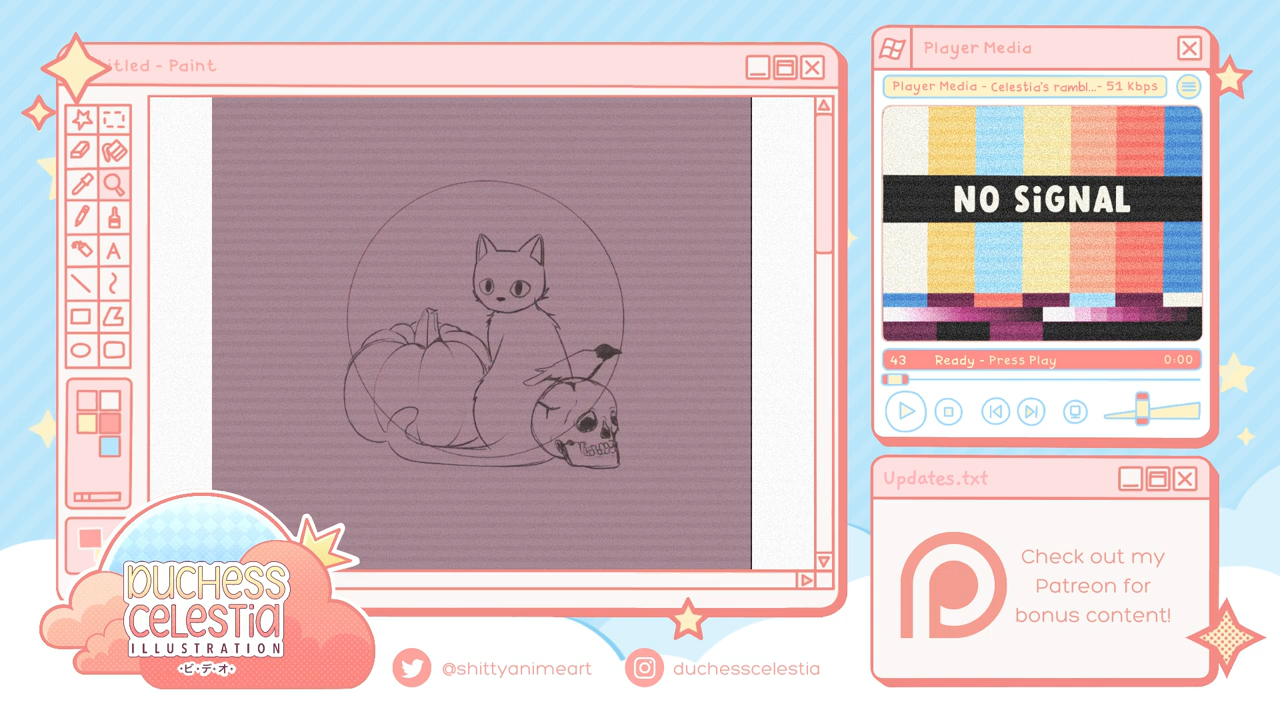 titled - Paint
A
Player Media
Player Media - Celestia's rambl...- 51 Kbps
NO SiGNAL
43 Ready - Press Play 0:00
Updates.txt
Check out my
Patreon for
bonus content!
DUCHESS
CELESTIA
ILLUSTRATION
·ビ·デ·オ·
@shittyanimeart
duchesscelestia